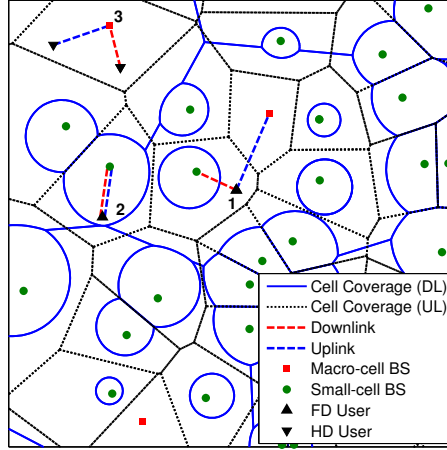 3
1
2
Cell Coverage (DL)
Cell Coverage (UL)
Downlink
Uplink
Macro-cell BS
Small-cell BS
FD User
HD User